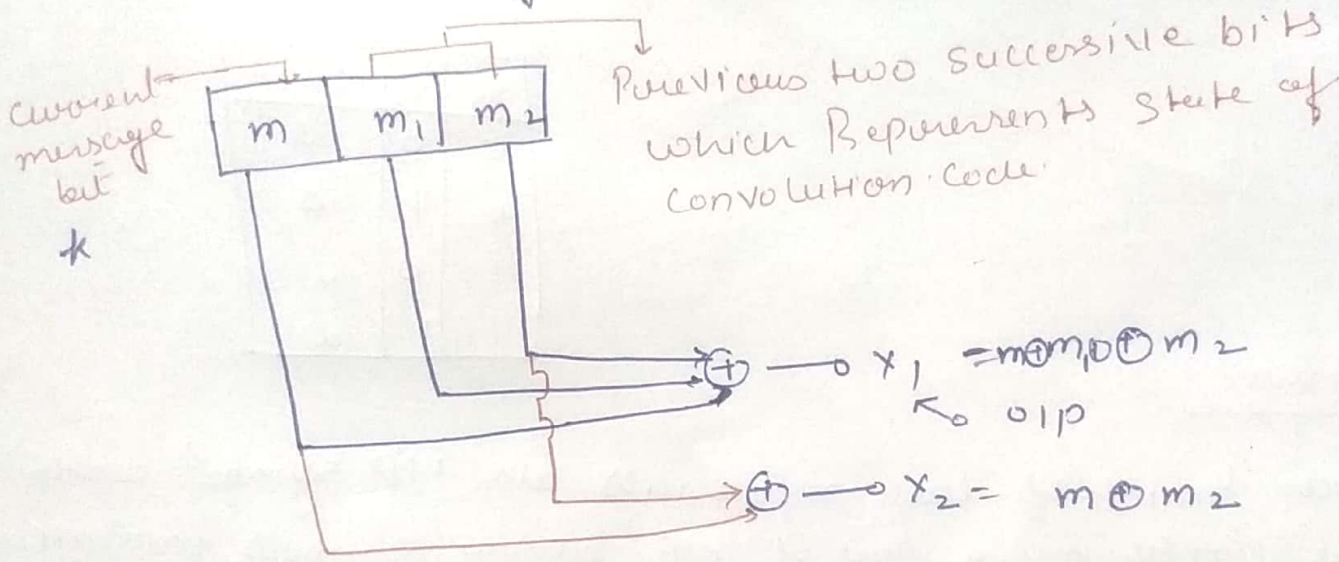 current
message
bit
*
m m₁ m₂
Previous two successive bits
which Represents State of
convolution code.
x₁ = m⊕m₁⊕⊕ m₂
o/p
x₂ = m ⊕ m₂